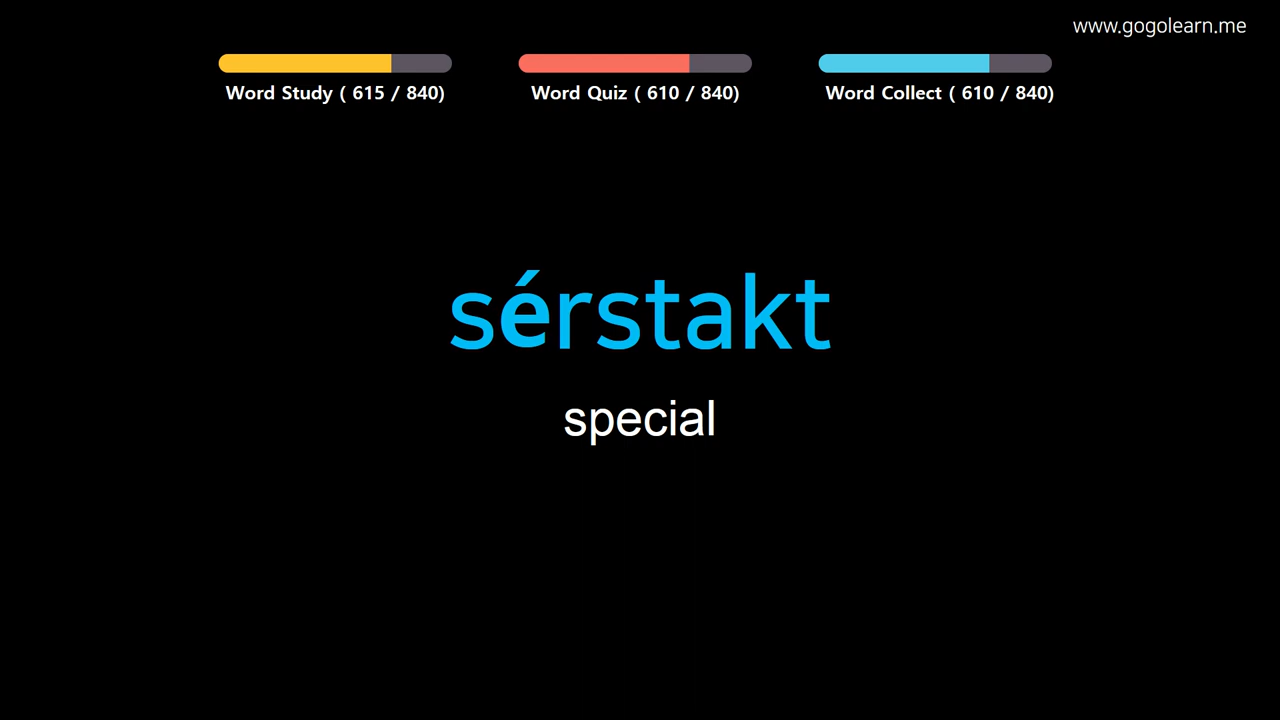 www.gogolearn.me
Word Study ( 615 / 840)
Word Quiz ( 610 / 840)
Word Collect ( 610 / 840)
sérstakt
special